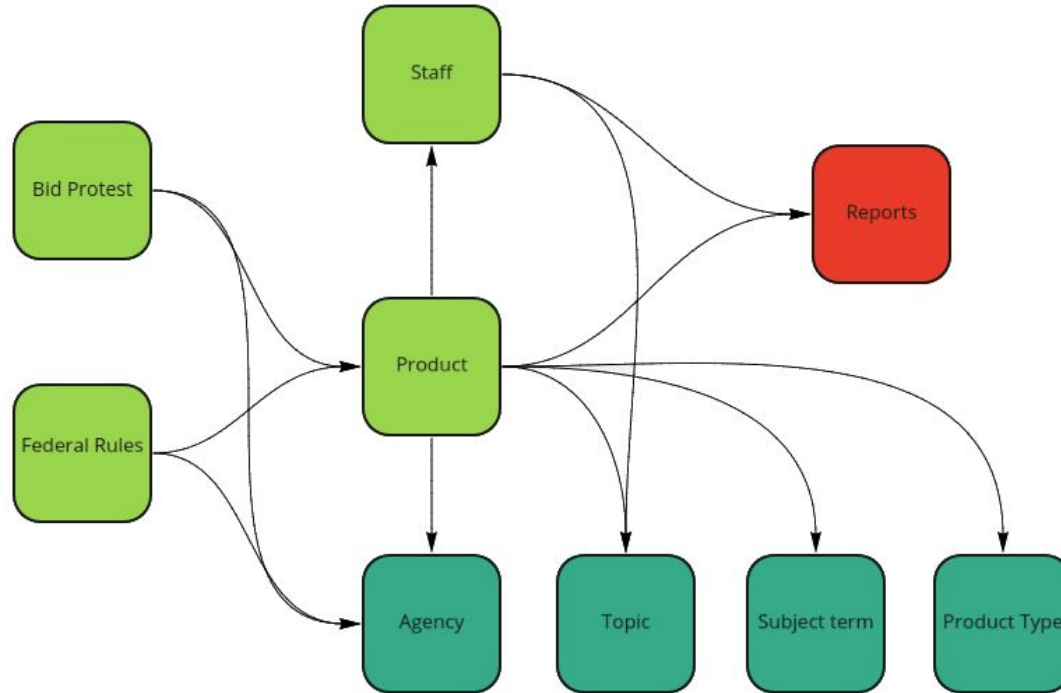 Staff
Bid Protest
Reports
Product
Federal Rules
Agency
Topic
Subject term
Product Type